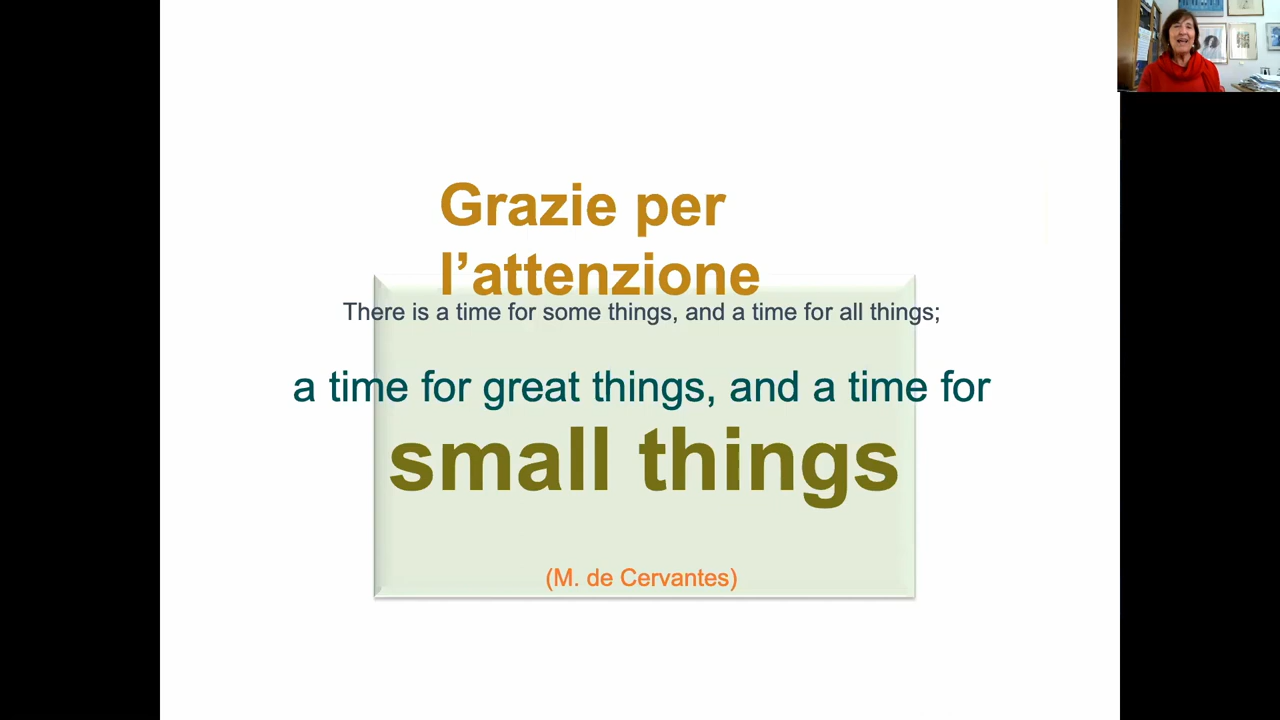 Grazie per
l’attenzione
There is a time for some things, and a time for all things;
a time for great things, and a time for
small things
(M. de Cervantes)